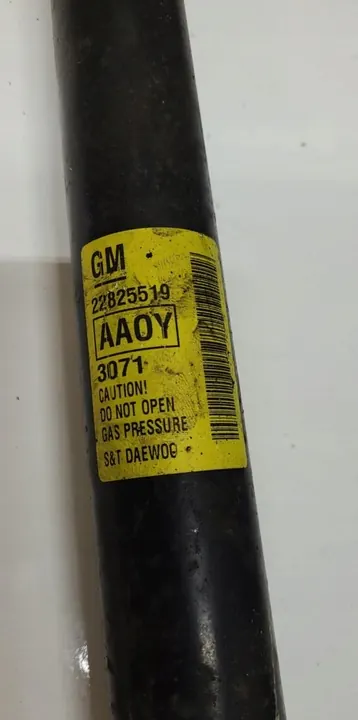 GM
22825519
AAOY
3071
CAUTION!
DO NOT OPEN
GAS PRESSURE
S&T DAEWOO